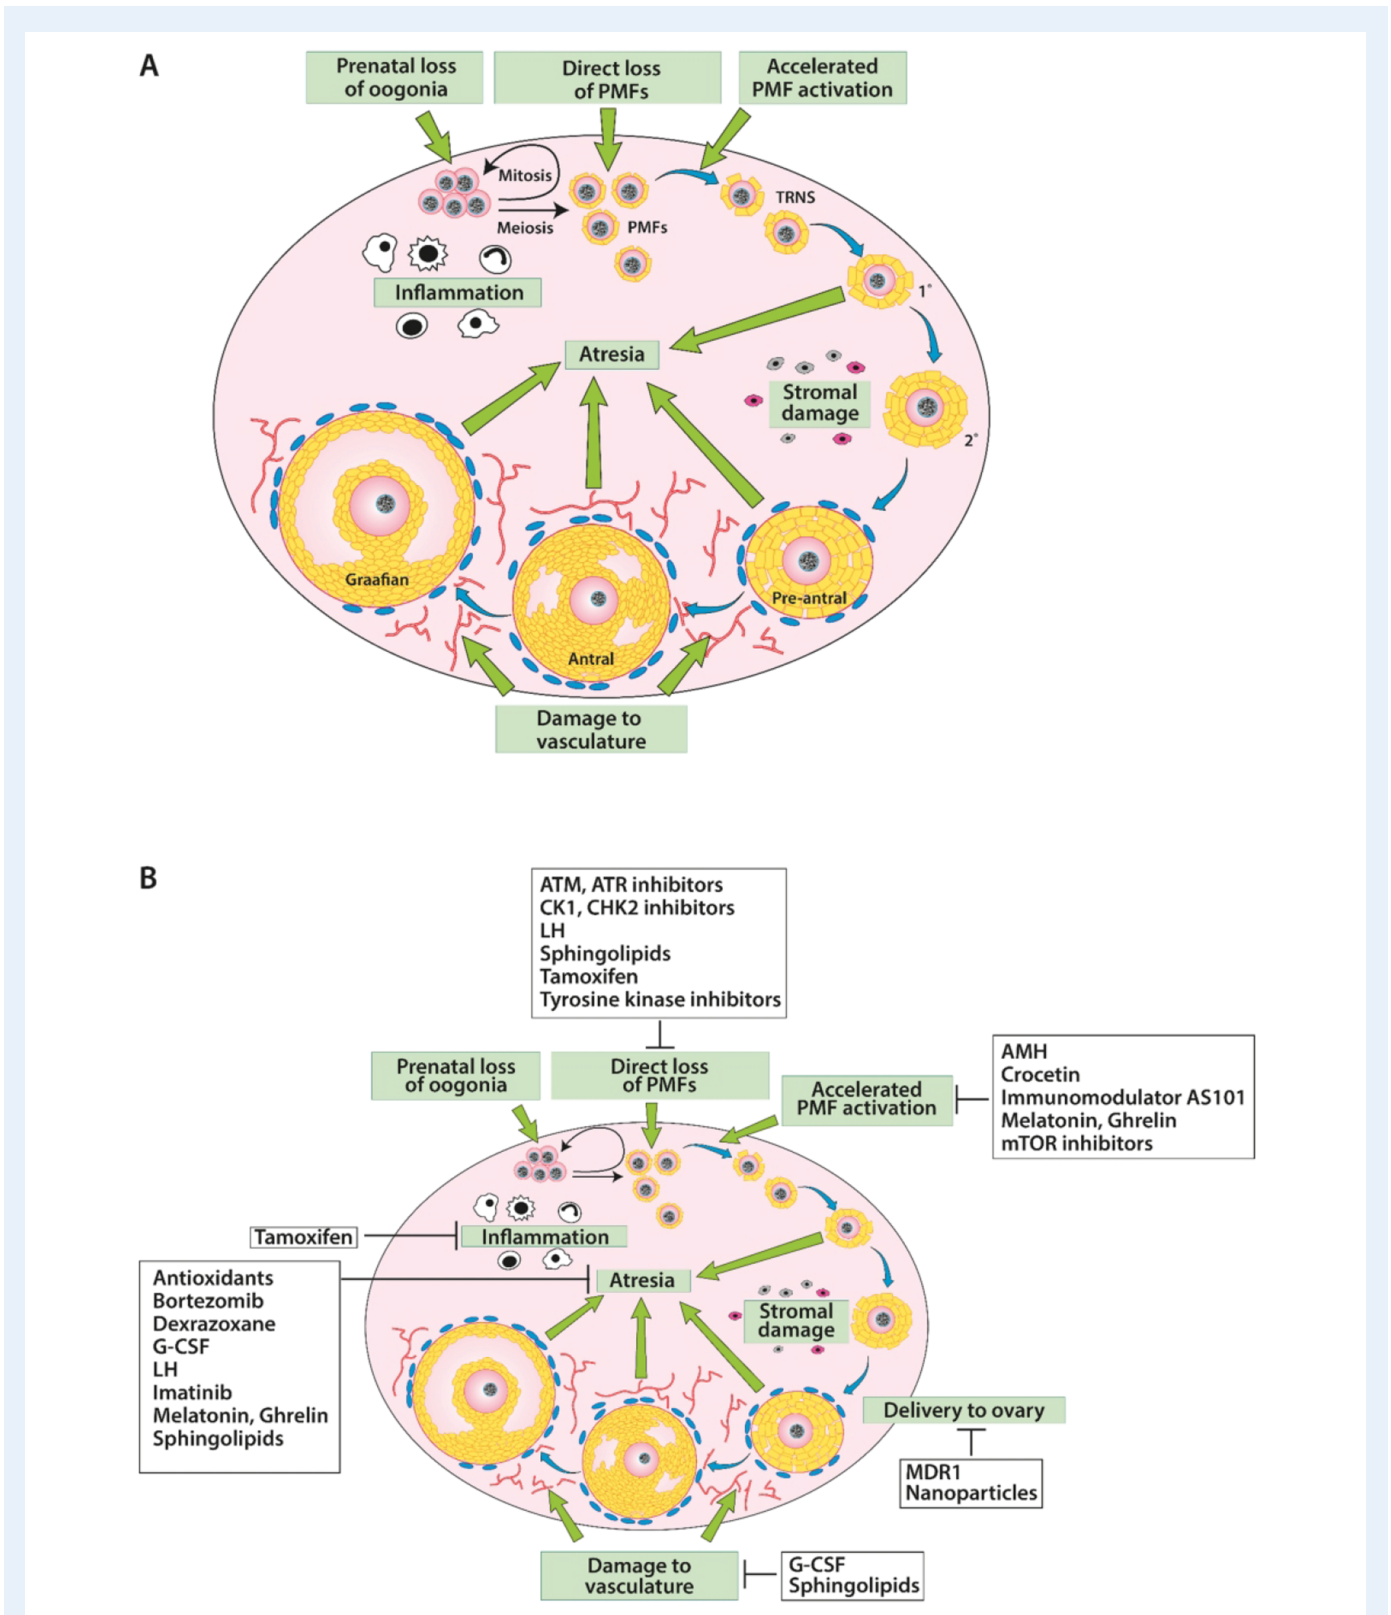 A
Prenatal loss
of oogonia
Direct loss
of PMFs
Accelerated
PMF activation
Mitosis
Meiosis
PMFs
TRNS
Inflammation
1°
Atresia
Stromal
damage
2°
Graafian
Pre-antral
Antral
Damage to
vasculature
B
ATM, ATR inhibitors
CK1, CHK2 inhibitors
LH
Sphingolipids
Tamoxifen
Tyrosine kinase inhibitors
Prenatal loss
of oogonia
Direct loss
of PMFs
Accelerated
PMF activation
AMH
Crocetin
Immunomodulator AS101
Melatonin, Ghrelin
mTOR inhibitors
Tamoxifen
Inflammation
Antioxidants
Bortezomib
Dexrazoxane
G-CSF
LH
Imatinib
Melatonin, Ghrelin
Sphingolipids
Atresia
Stromal
damage
Delivery to ovary
MDR1
Nanoparticles
Damage to
vasculature
G-CSF
Sphingolipids